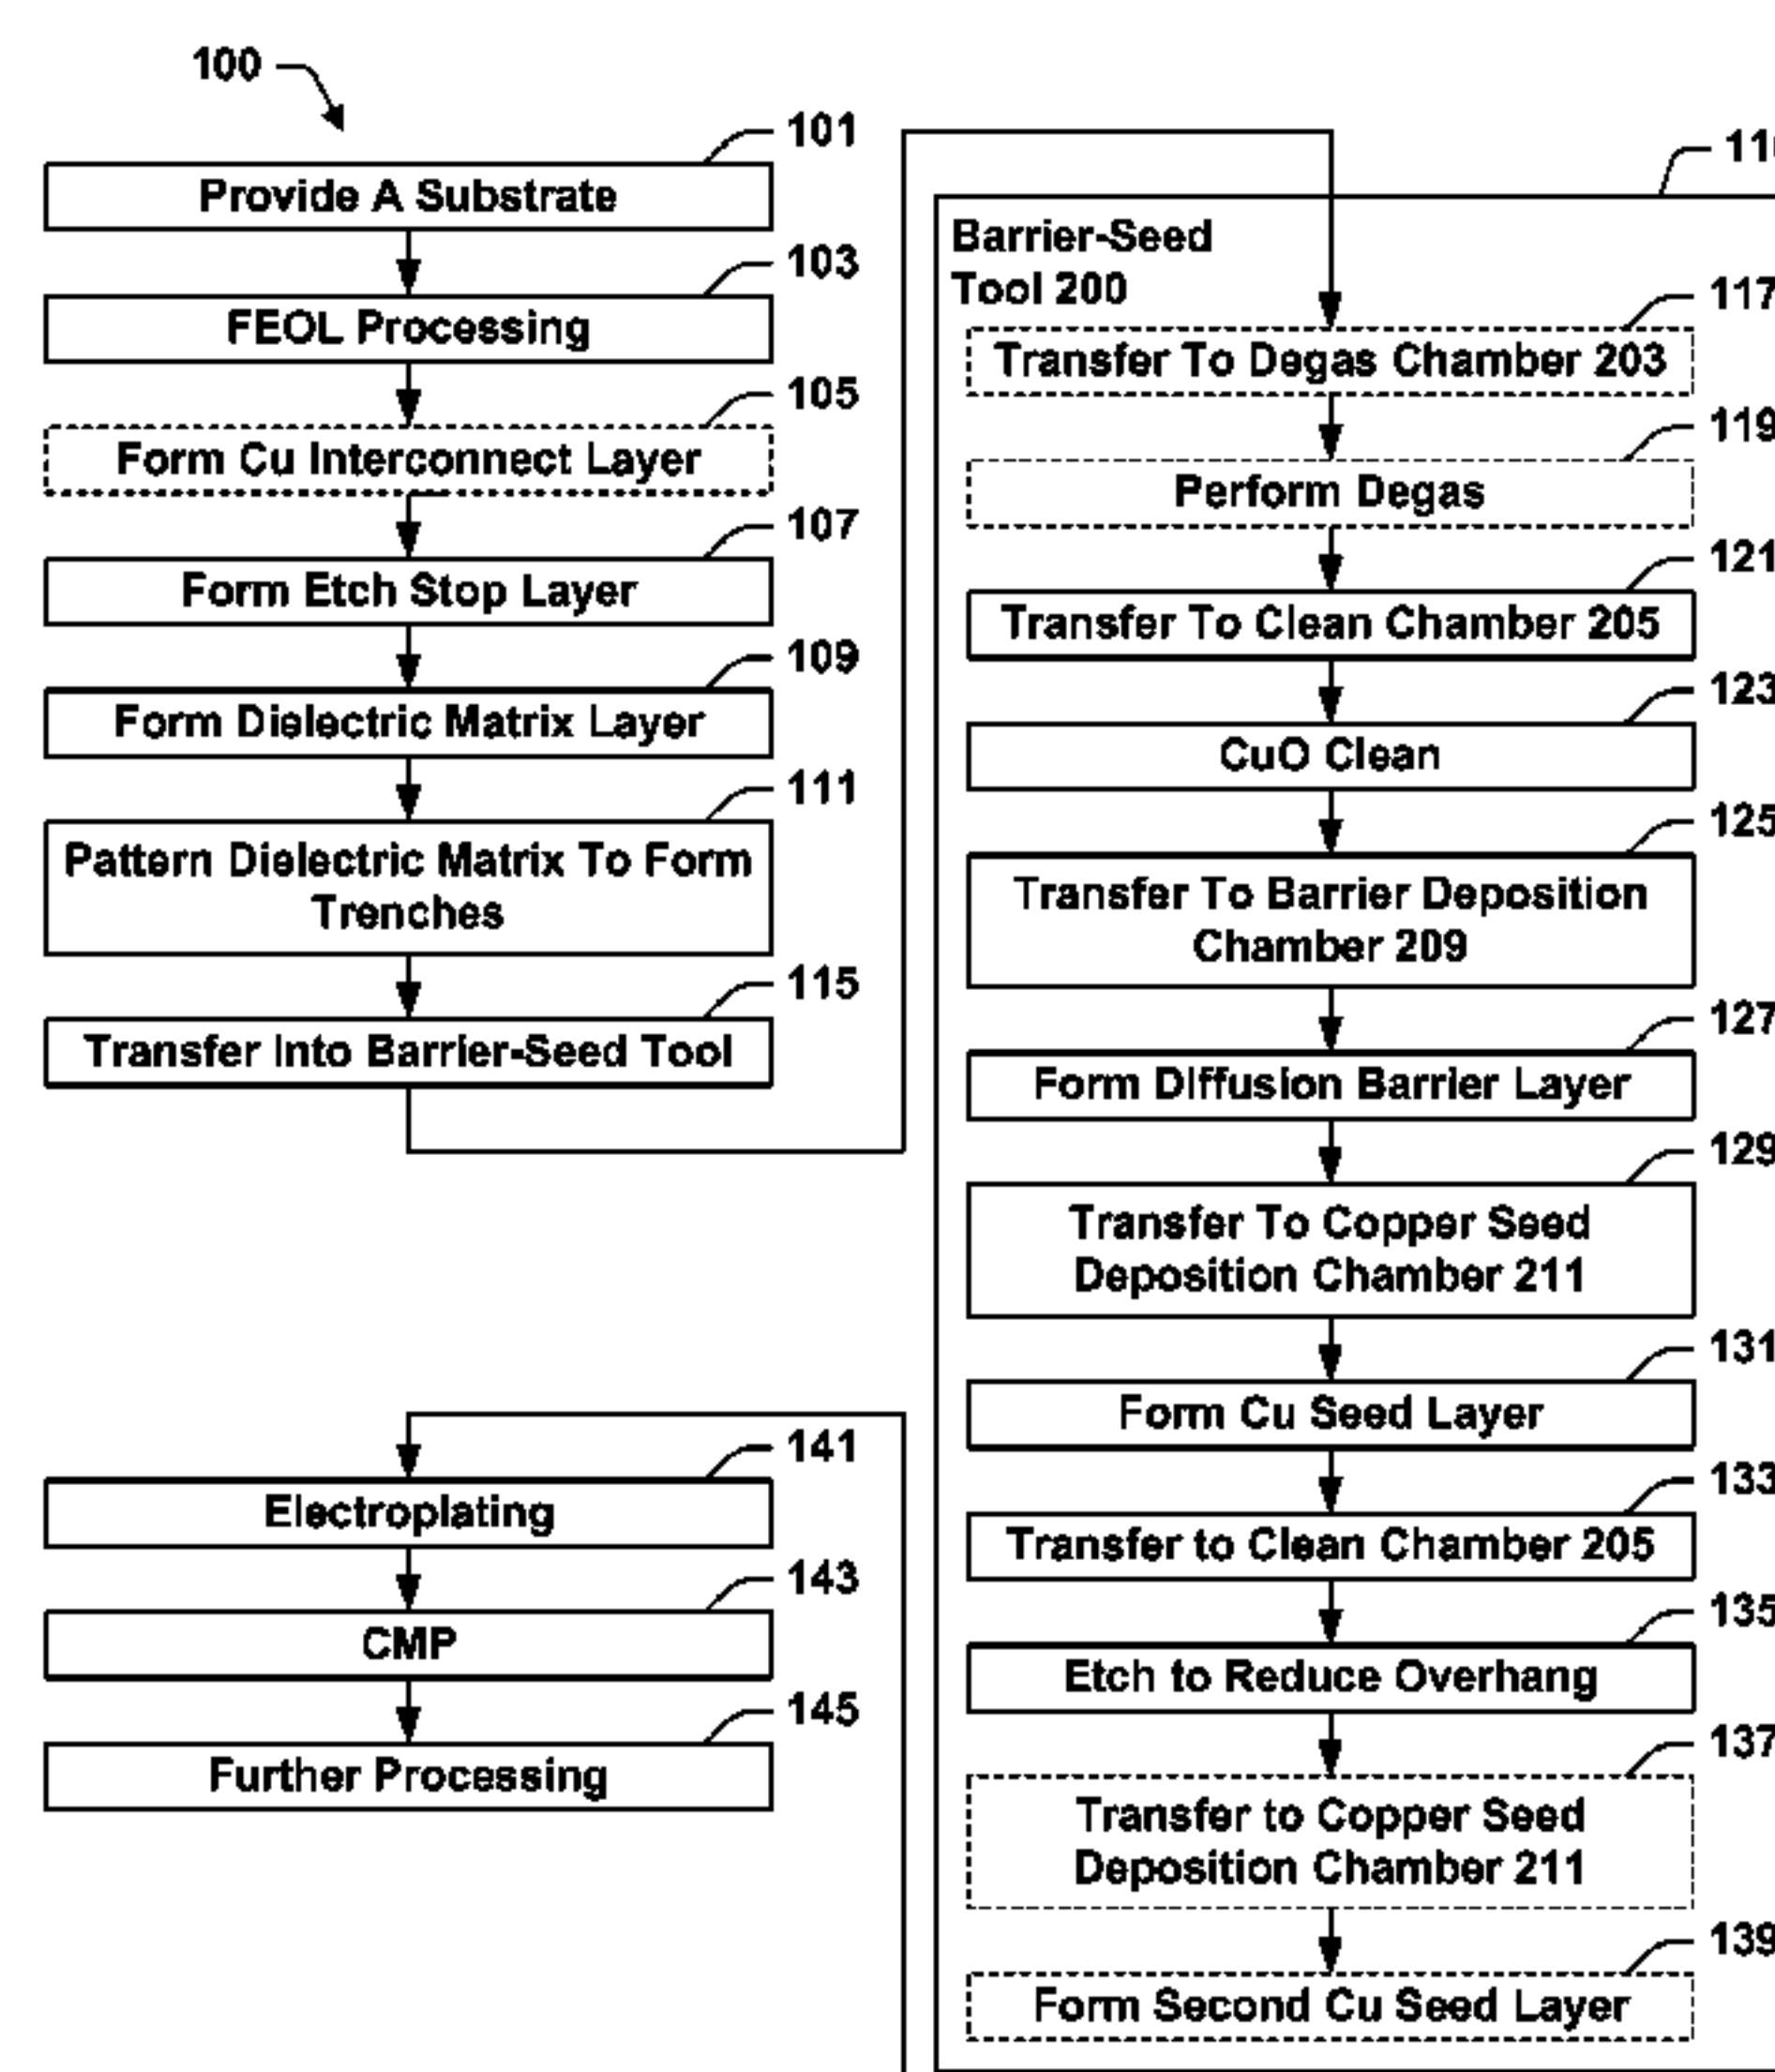 100
101
Provide A Substrate
103
FEOL Processing
105
Form Cu Interconnect Layer
107
Form Etch Stop Layer
109
Form Dielectric Matrix Layer
111
Pattern Dielectric Matrix To Form
Trenches
115
Transfer Into Barrier-Seed Tool
Barrier-Seed
Tool 200
117
Transfer To Degas Chamber 203
119
Perform Degas
121
Transfer To Clean Chamber 205
123
CuO Clean
125
Transfer To Barrier Deposition
Chamber 209
127
Form Diffusion Barrier Layer
129
Transfer To Copper Seed
Deposition Chamber 211
131
Form Cu Seed Layer
133
Transfer to Clean Chamber 205
135
Etch to Reduce Overhang
137
Transfer to Copper Seed
Deposition Chamber 211
139
Form Second Cu Seed Layer
141
Electroplating
143
CMP
145
Further Processing